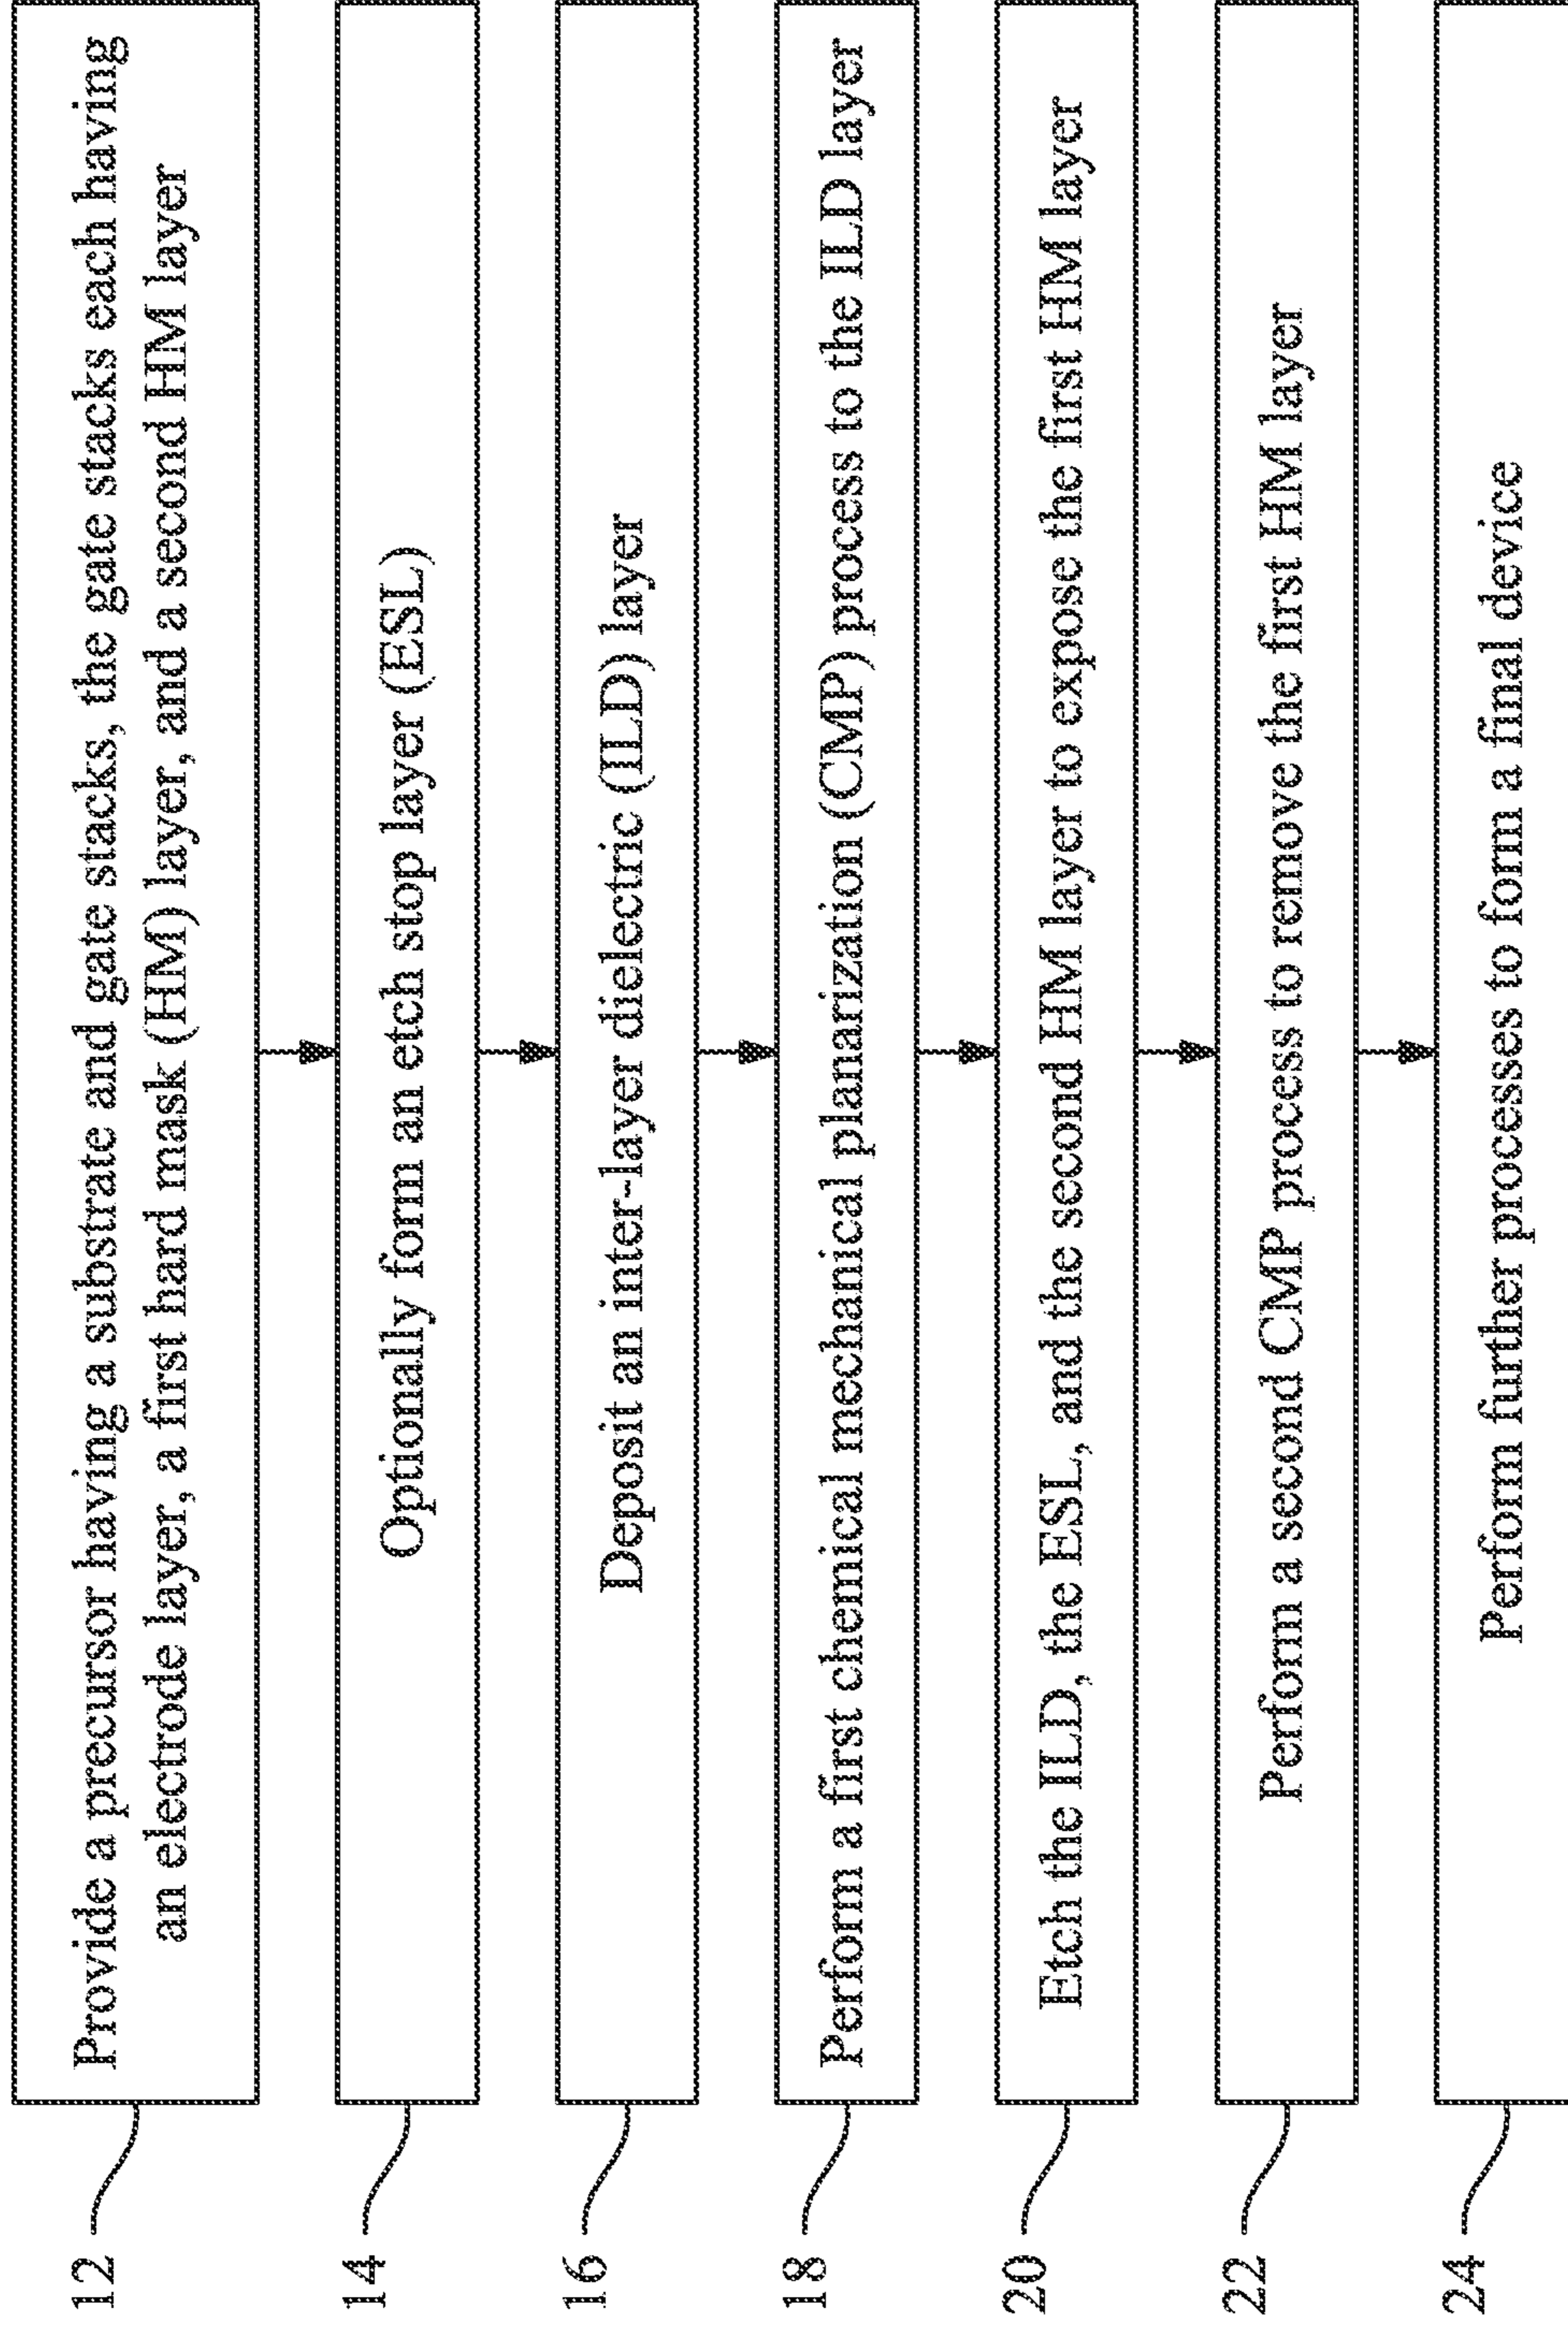 12
Provide a precursor having a substrate and gate stacks, the gate stacks each having
an electrode layer, a first hard mask (HM) layer, and a second HM layer
14
Optionally form an etch stop layer (ESL)
16
Deposit an inter-layer dielectric (ILD) layer
18
Perform a first chemical mechanical planarization (CMP) process to the ILD layer
20
Etch the ILD, the ESL, and the second HM layer to expose the first HM layer
22
Perform a second CMP process to remove the first HM layer
24
Perform further processes to form a final device